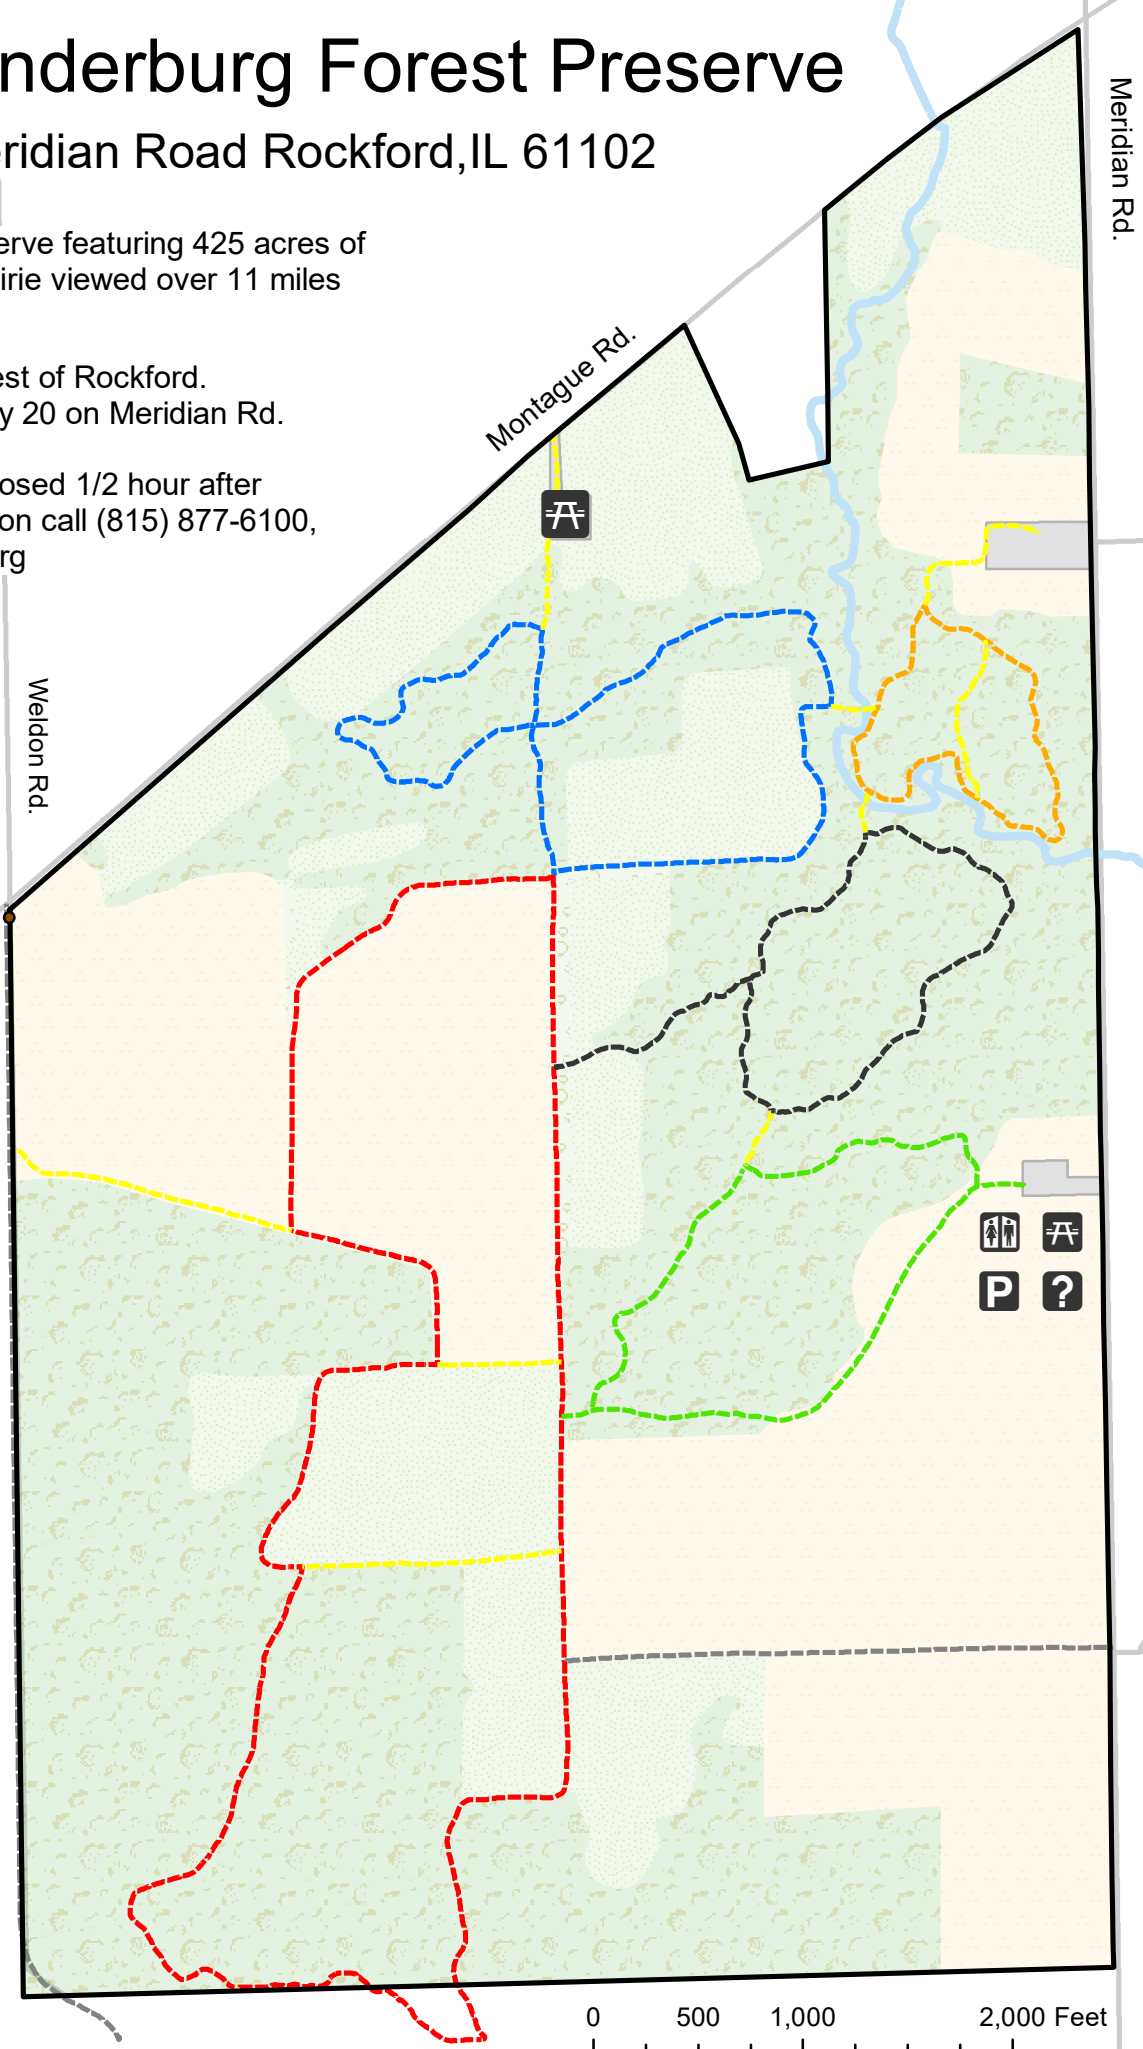 nderburg Forest Preserve
eridian Road Rockford,IL 61102
erve featuring 425 acres of
irie viewed over 11 miles
est of Rockford.
y 20 on Meridian Rd.
osed 1/2 hour after
on call (815) 877-6100,
rg
Meridian Rd.
Montague Rd.
Weldon Rd.
P ?
0 500 1,000 2,000 Feet